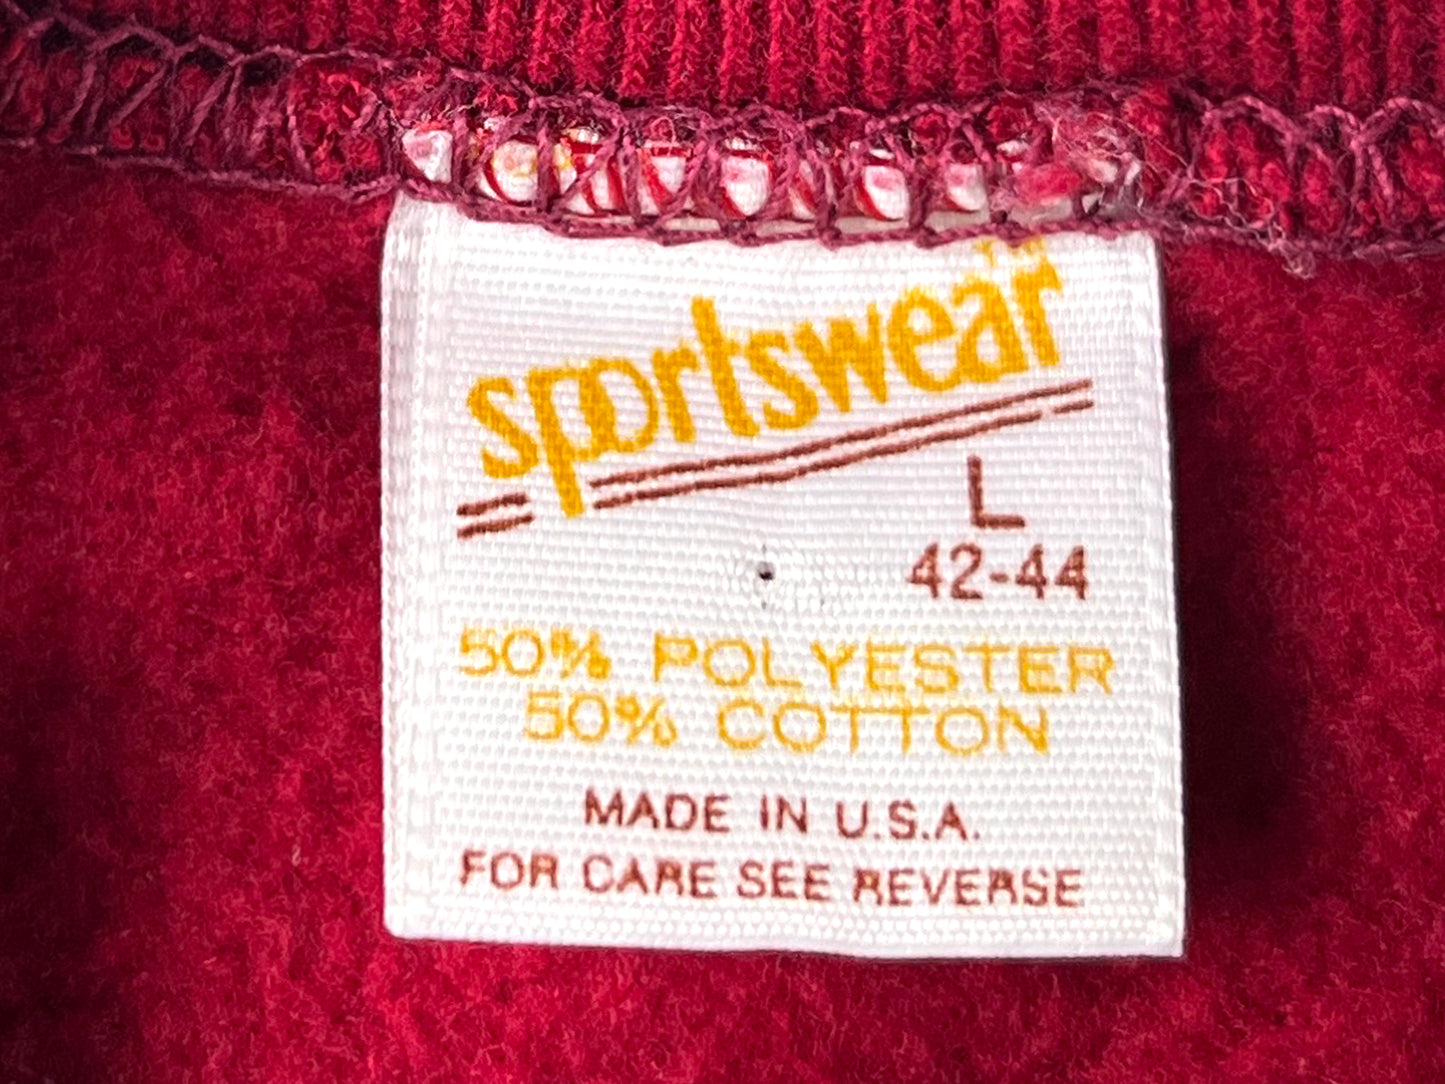 sportswear
L
42-44
50% POLYESTER
50% COTTON
MADE IN U.S.A.
FOR CARE SEE REVERSE